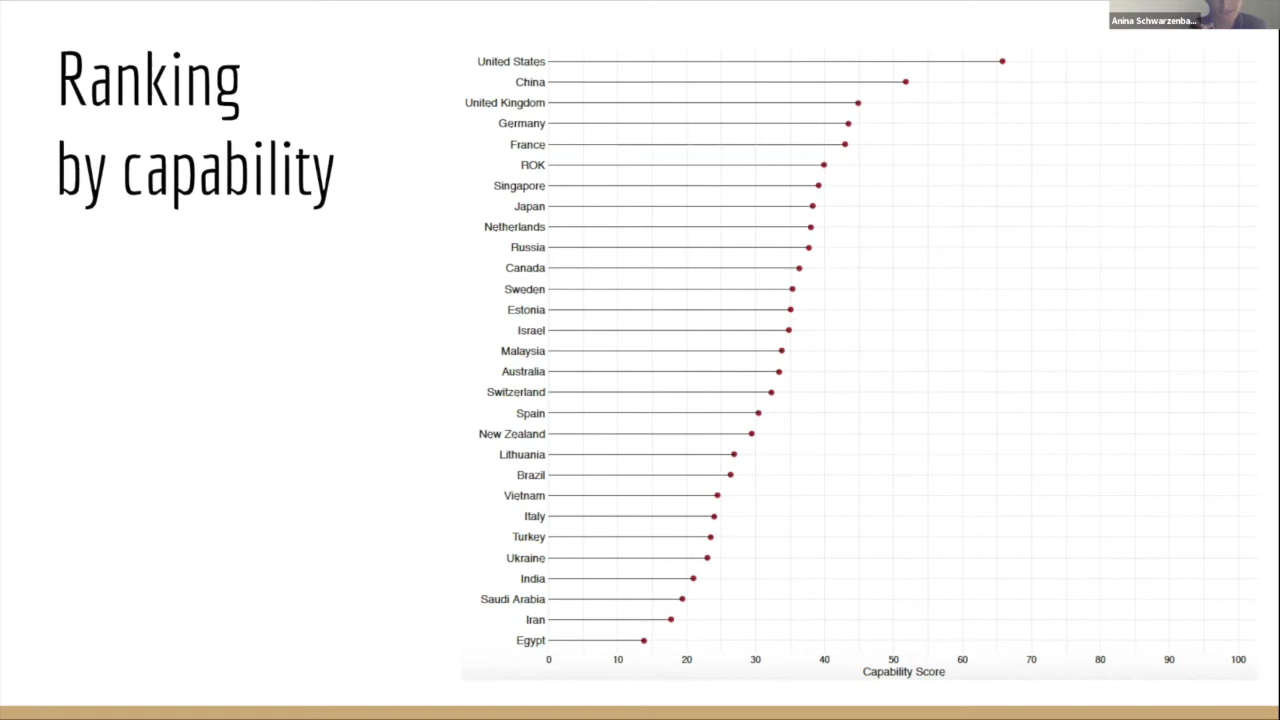 Anina Schwarzenba...
Ranking
by capability
United States
China
United Kingdom
Germany
France
ROK
Singapore
Japan
Netherlands
Russia
Canada
Sweden
Estonia
Israel
Malaysia
Australia
Switzerland
Spain
New Zealand
Lithuania
Brazil
Vietnam
Italy
Turkey
Ukraine
India
Saudi Arabia
Iran
Egypt
0 10 20 30 40 50 60 70 80 90 100
Capability Score